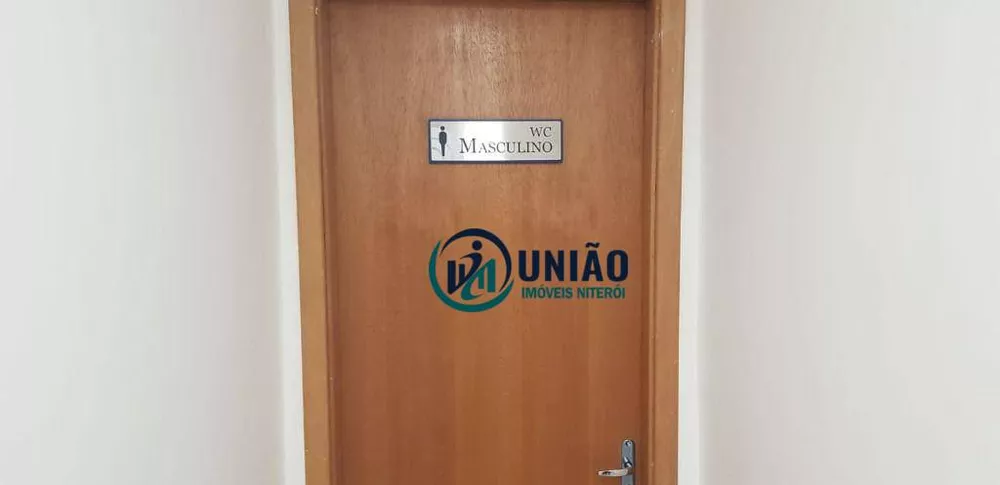 WC
MASCULINO
UNIÃO
IMÓVEIS NITERÓI